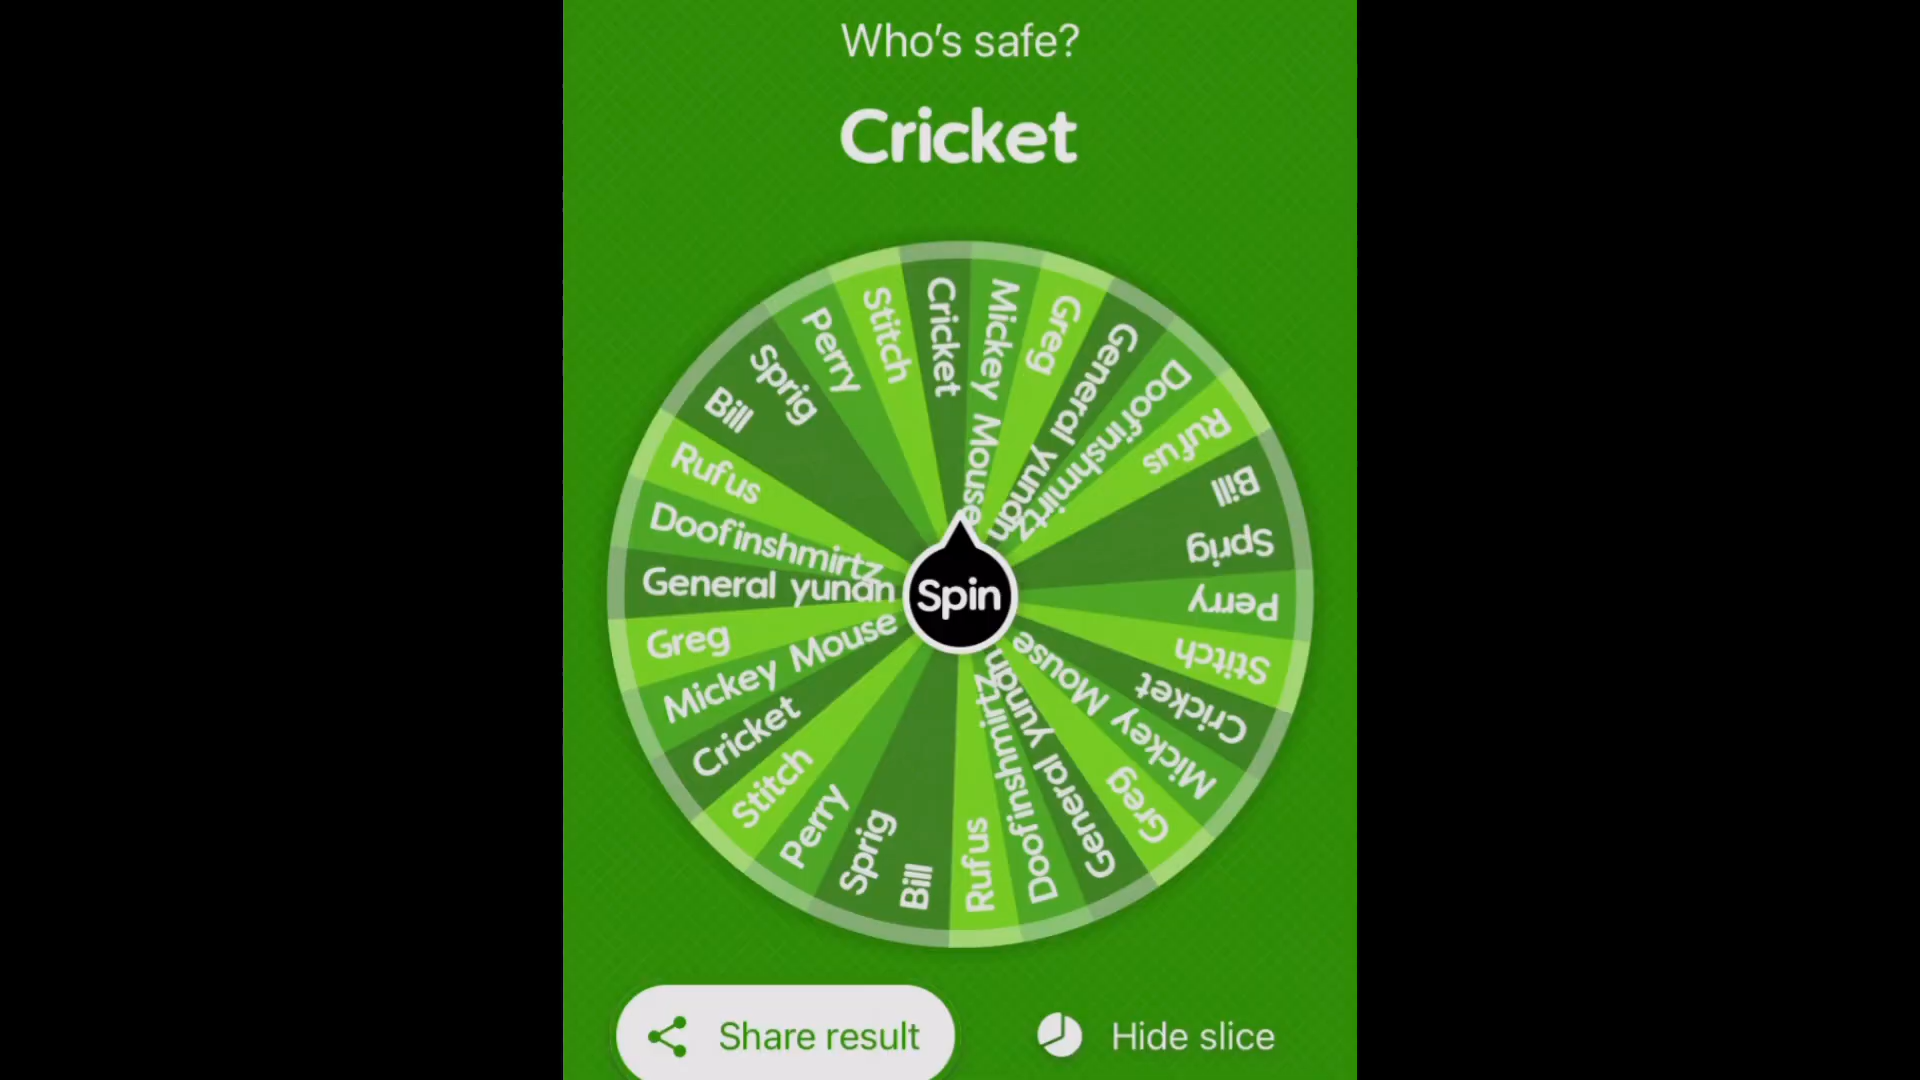 Who's safe?
Cricket
Cricket
Mickey Mouse
Greg
General yunan
Doofinshmirtz
Rufus
Bill
Sprig
Perry
Stitch
Cricket
Mickey Mouse
Greg
General yunan
Doofinshmirtz
Rufus
Bill
Sprig
Perry
Stitch
Cricket
Mickey Mouse
Greg
General yunan
Doofinshmirtz
Rufus
Bill
Sprig
Perry
Stitch
Spin
Share result
Hide slice